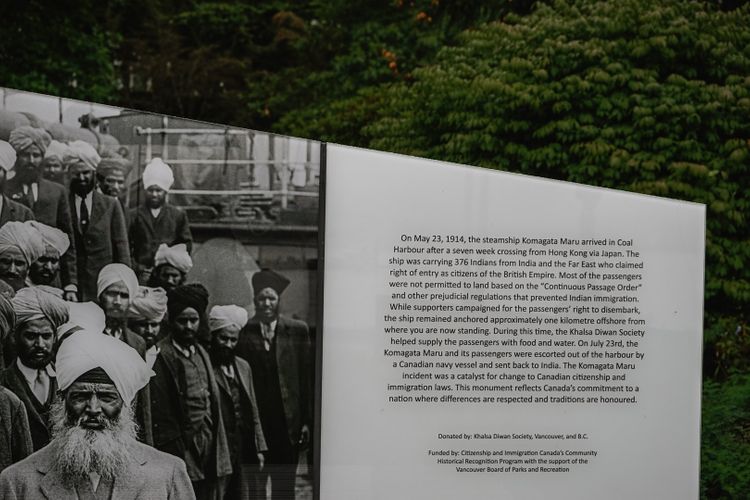 On May 23, 1914, the steamship Komagata Maru arrived in Coal
Harbour after a seven week crossing from Hong Kong via Japan. The
ship was carrying 376 Indians from India and the Far East who claimed
right of entry as citizens of the British Empire. Most of the passengers
were not permitted to land based on the “Continuous Passage Order”
and other prejudicial regulations that prevented Indian immigration.
While supporters campaigned for the passengers’ right to disembark,
the ship remained anchored approximately one kilometre offshore from
where you are now standing. During this time, the Khalsa Diwan Society
helped supply the passengers with food and water. On July 23rd, the
Komagata Maru and its passengers were escorted out of the harbour by
a Canadian navy vessel and sent back to India. The Komagata Maru
incident was a catalyst for change to Canadian citizenship and
immigration laws. This monument reflects Canada’s commitment to a
nation where differences are respected and traditions are honoured.
Donated by: Khalsa Diwan Society, Vancouver, and B.C.
Funded by: Citizenship and Immigration Canada’s Community
Historical Recognition Program with the support of the
Vancouver Board of Parks and Recreation